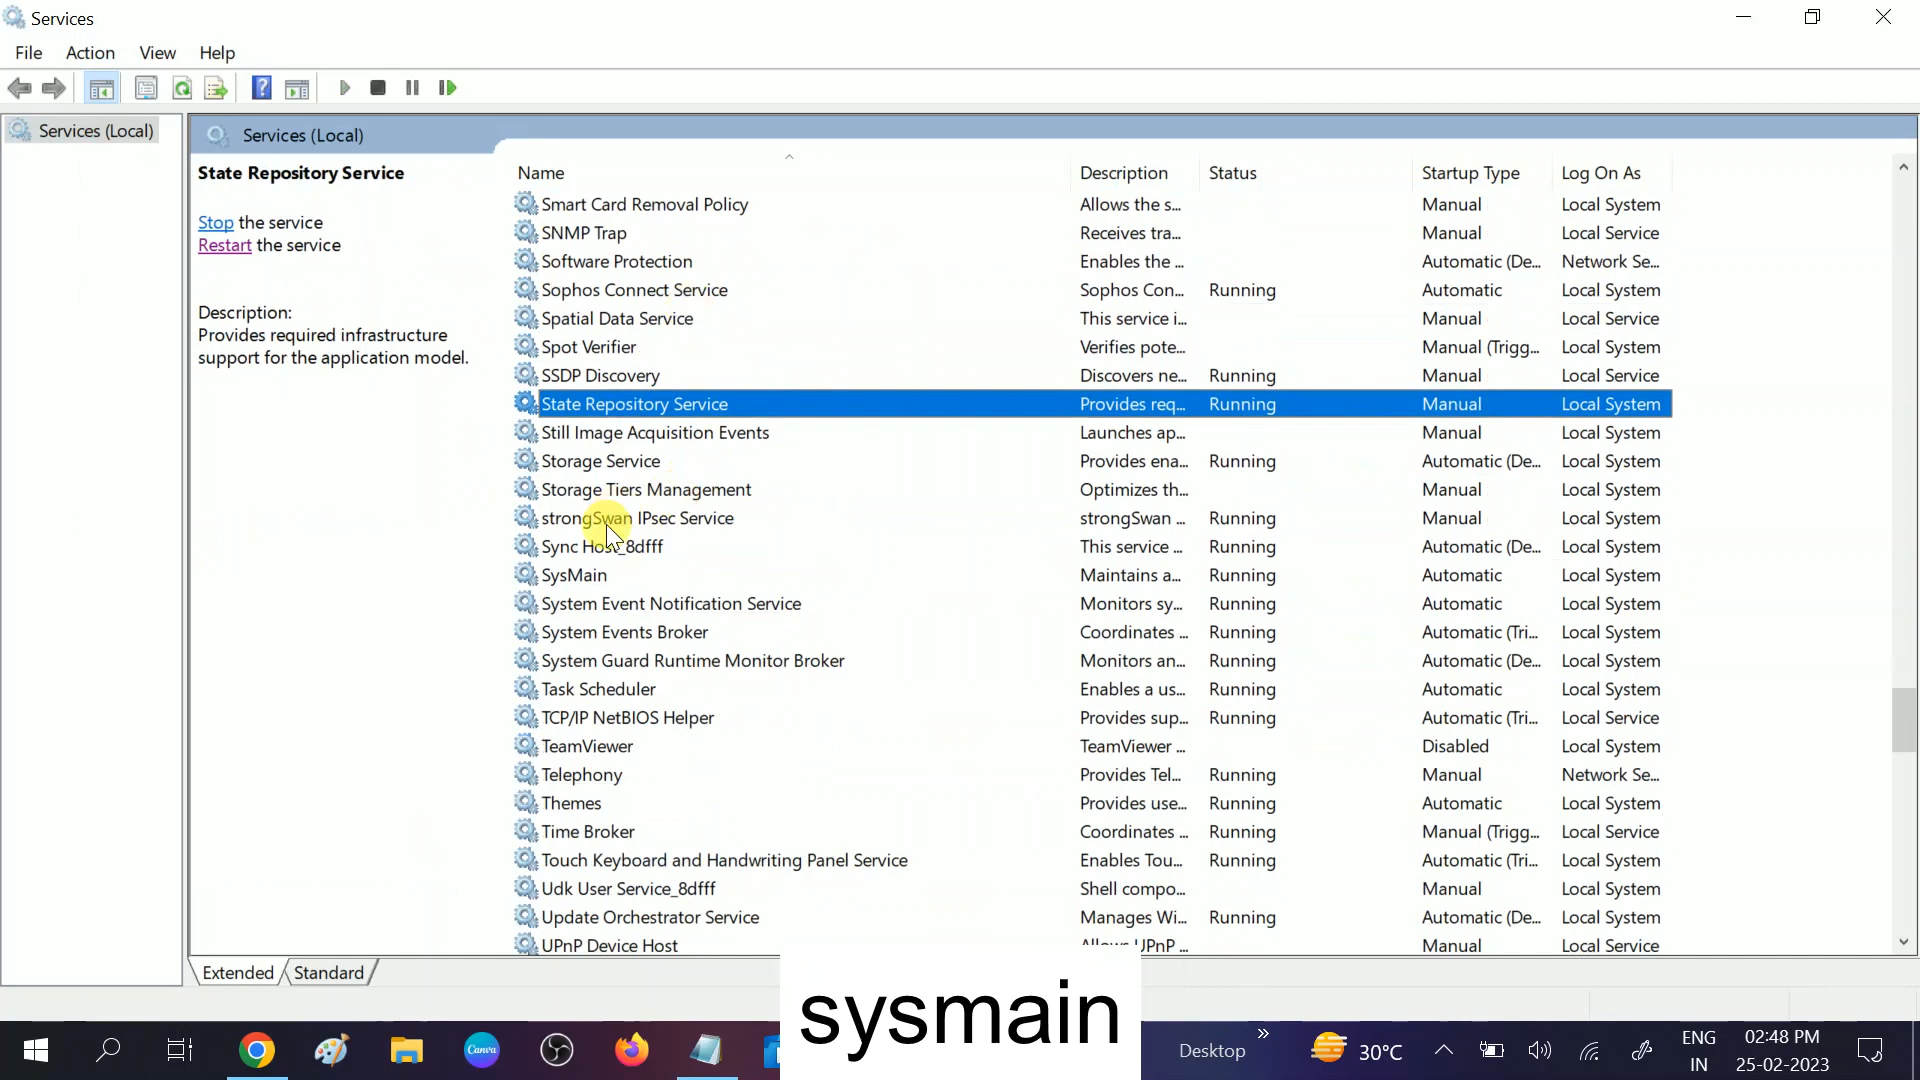 Services
File Action View Help
Services (Local)
Services (Local)
State Repository Service
Stop the service
Restart the service
Description:
Provides required infrastructure
support for the application model.
Name Description Status Startup Type Log On As
Smart Card Removal Policy Allows the s... Manual Local System
SNMP Trap Receives tra... Manual Local Service
Software Protection Enables the ... Automatic (De... Network Se...
Sophos Connect Service Sophos Con... Running Automatic Local System
Spatial Data Service This service i... Manual Local Service
Spot Verifier Verifies pote... Manual (Trigg... Local System
SSDP Discovery Discovers ne... Running Manual Local Service
State Repository Service Provides req... Running Manual Local System
Still Image Acquisition Events Launches ap... Manual Local System
Storage Service Provides ena... Running Automatic (De... Local System
Storage Tiers Management Optimizes th... Manual Local System
strongSwan IPsec Service strongSwan ... Running Manual Local System
Sync Host_8dfff This service ... Running Automatic (De... Local System
SysMain Maintains a... Running Automatic Local System
System Event Notification Service Monitors sy... Running Automatic Local System
System Events Broker Coordinates ... Running Automatic (Tri... Local System
System Guard Runtime Monitor Broker Monitors an... Running Automatic (De... Local System
Task Scheduler Enables a us... Running Automatic Local System
TCP/IP NetBIOS Helper Provides sup... Running Automatic (Tri... Local Service
TeamViewer TeamViewer ... Disabled Local System
Telephony Provides Tel... Running Manual Network Se...
Themes Provides use... Running Automatic Local System
Time Broker Coordinates ... Running Manual (Trigg... Local Service
Touch Keyboard and Handwriting Panel Service Enables Tou... Running Automatic (Tri... Local System
Udk User Service_8dfff Shell compo... Manual Local System
Update Orchestrator Service Manages Wi... Running Automatic (De... Local System
UPnP Device Host Allows UPnP ... Manual Local Service
Extended Standard
sysmain
Canva
Desktop
30°C
ENG
IN
02:48 PM
25-02-2023